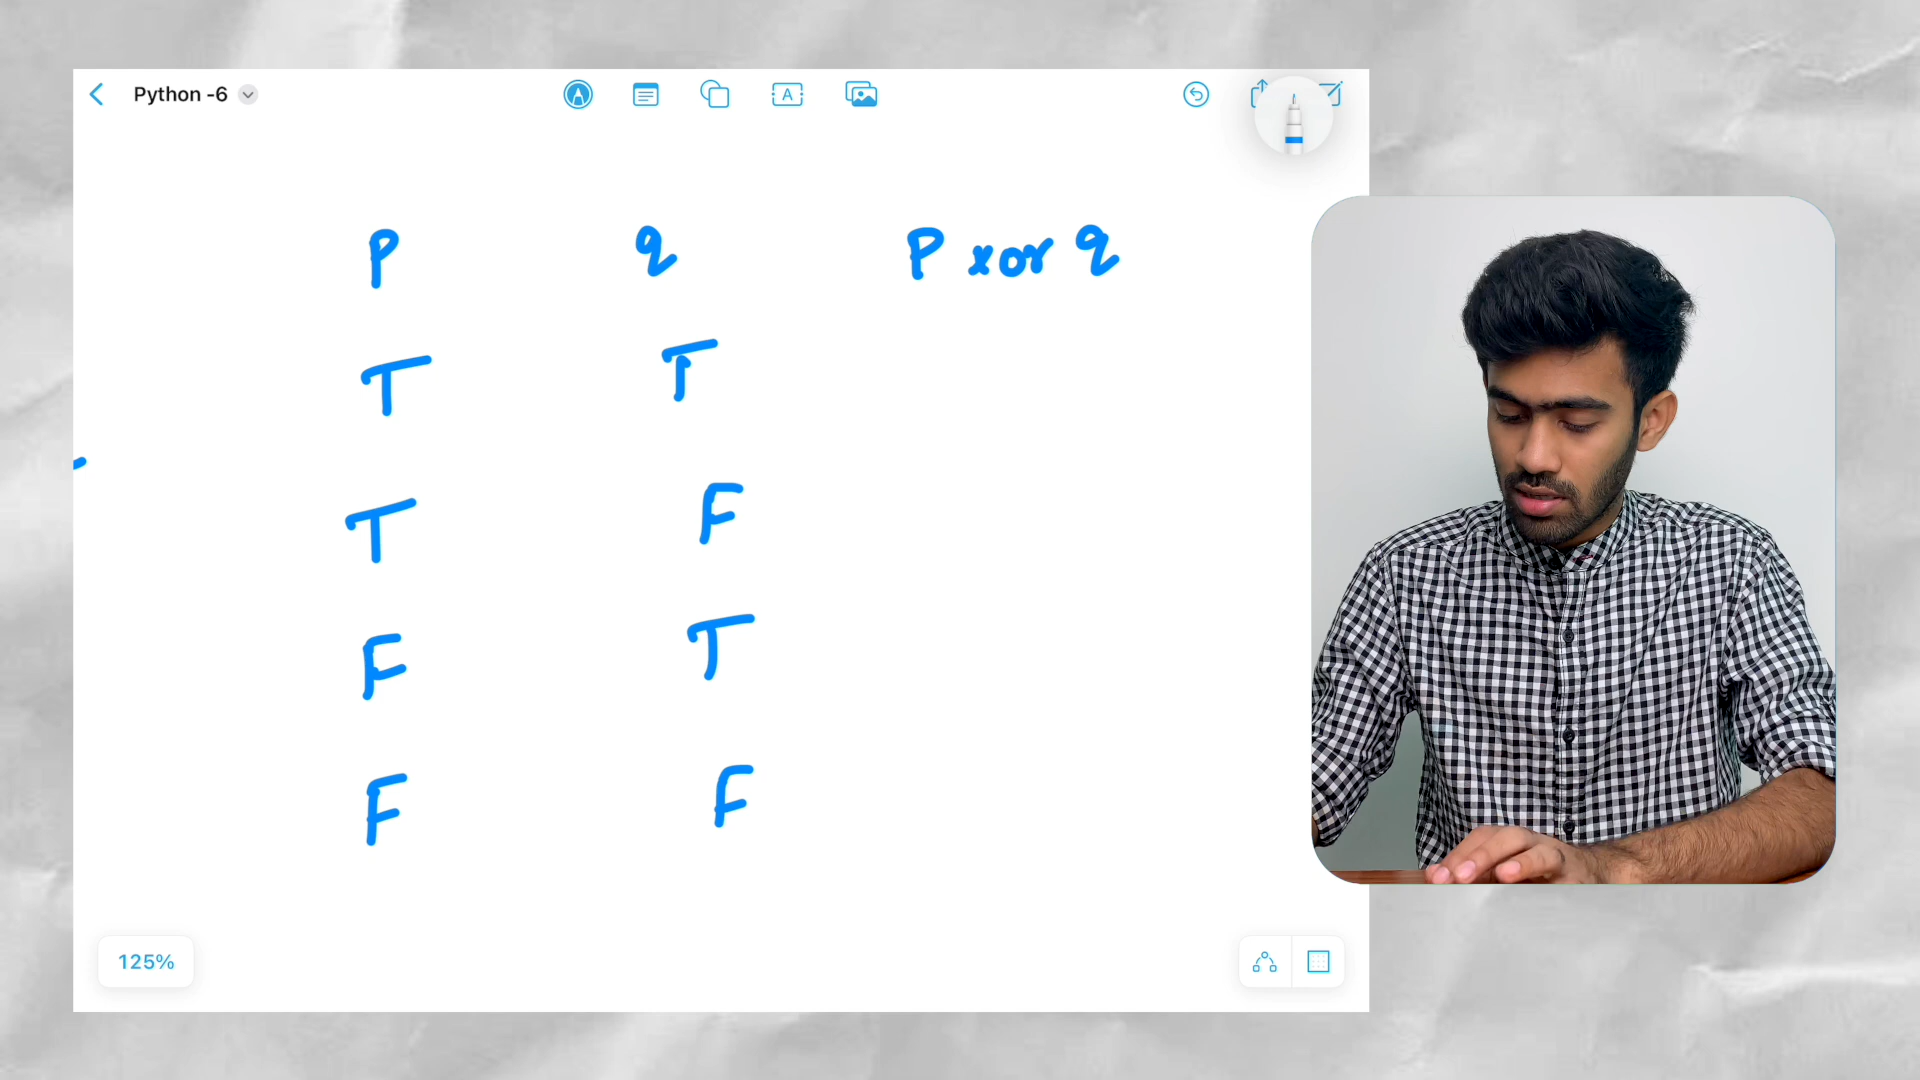 Python -6
P q P xor q
T T
T F
F T
F F
125%